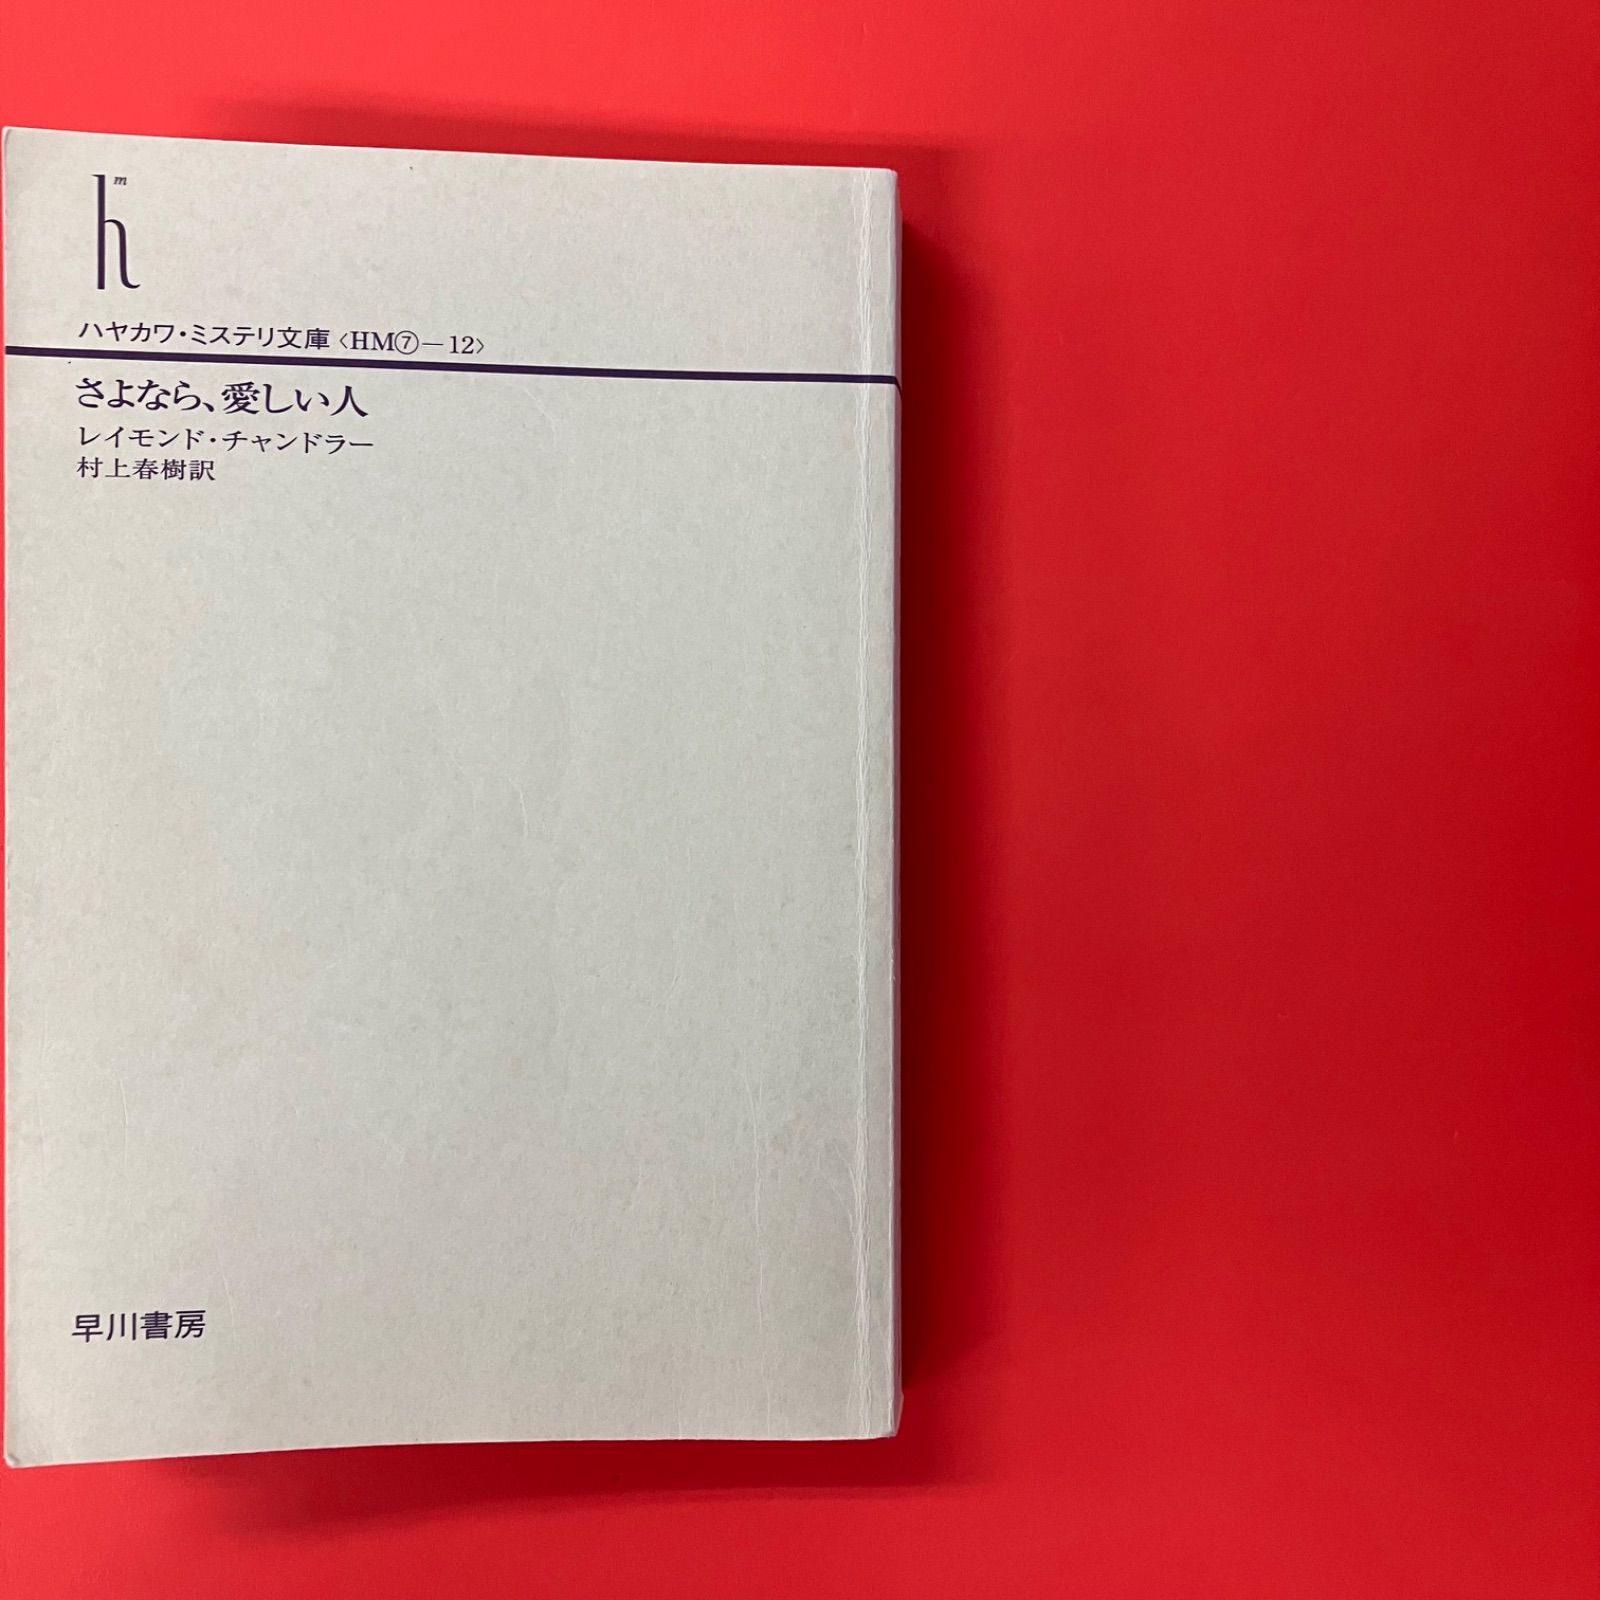 hm
ハヤカワ・ミステリ文庫〈HM⑦—12〉
さよなら、愛しい人
レイモンド・チャンドラー
村上春樹訳
早川書房